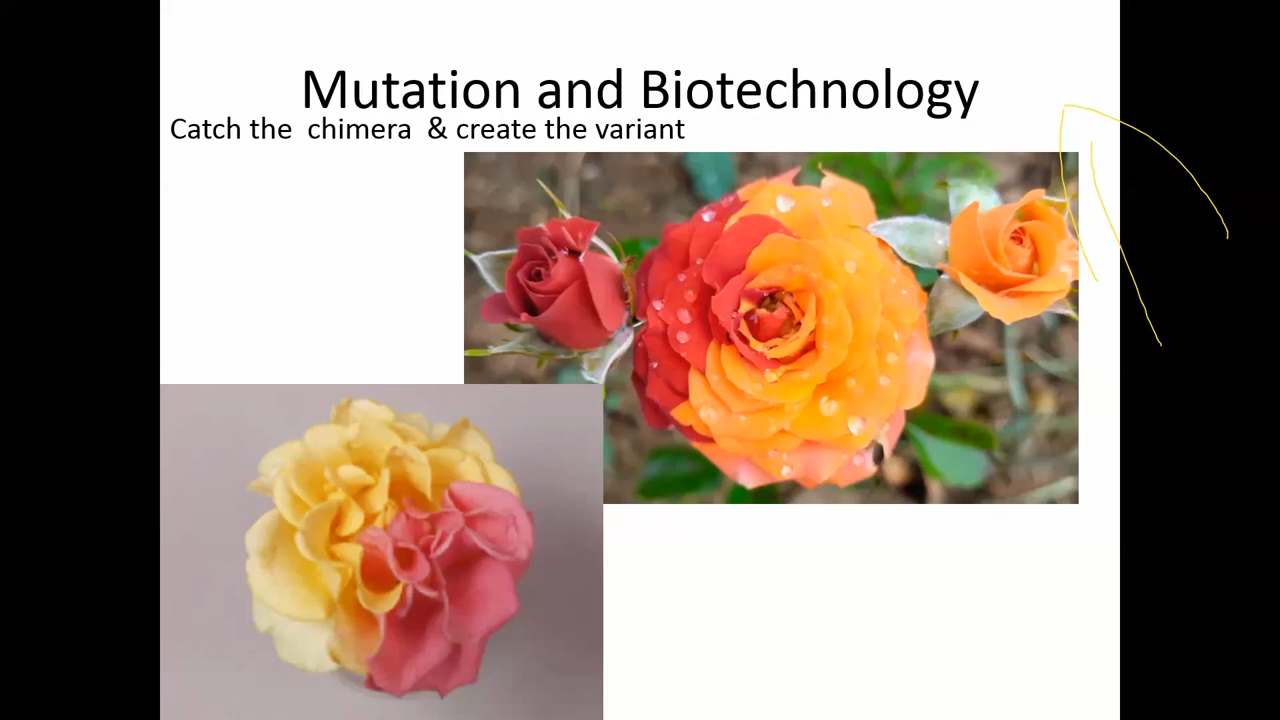 Mutation and Biotechnology
Catch the  chimera  & create the variant